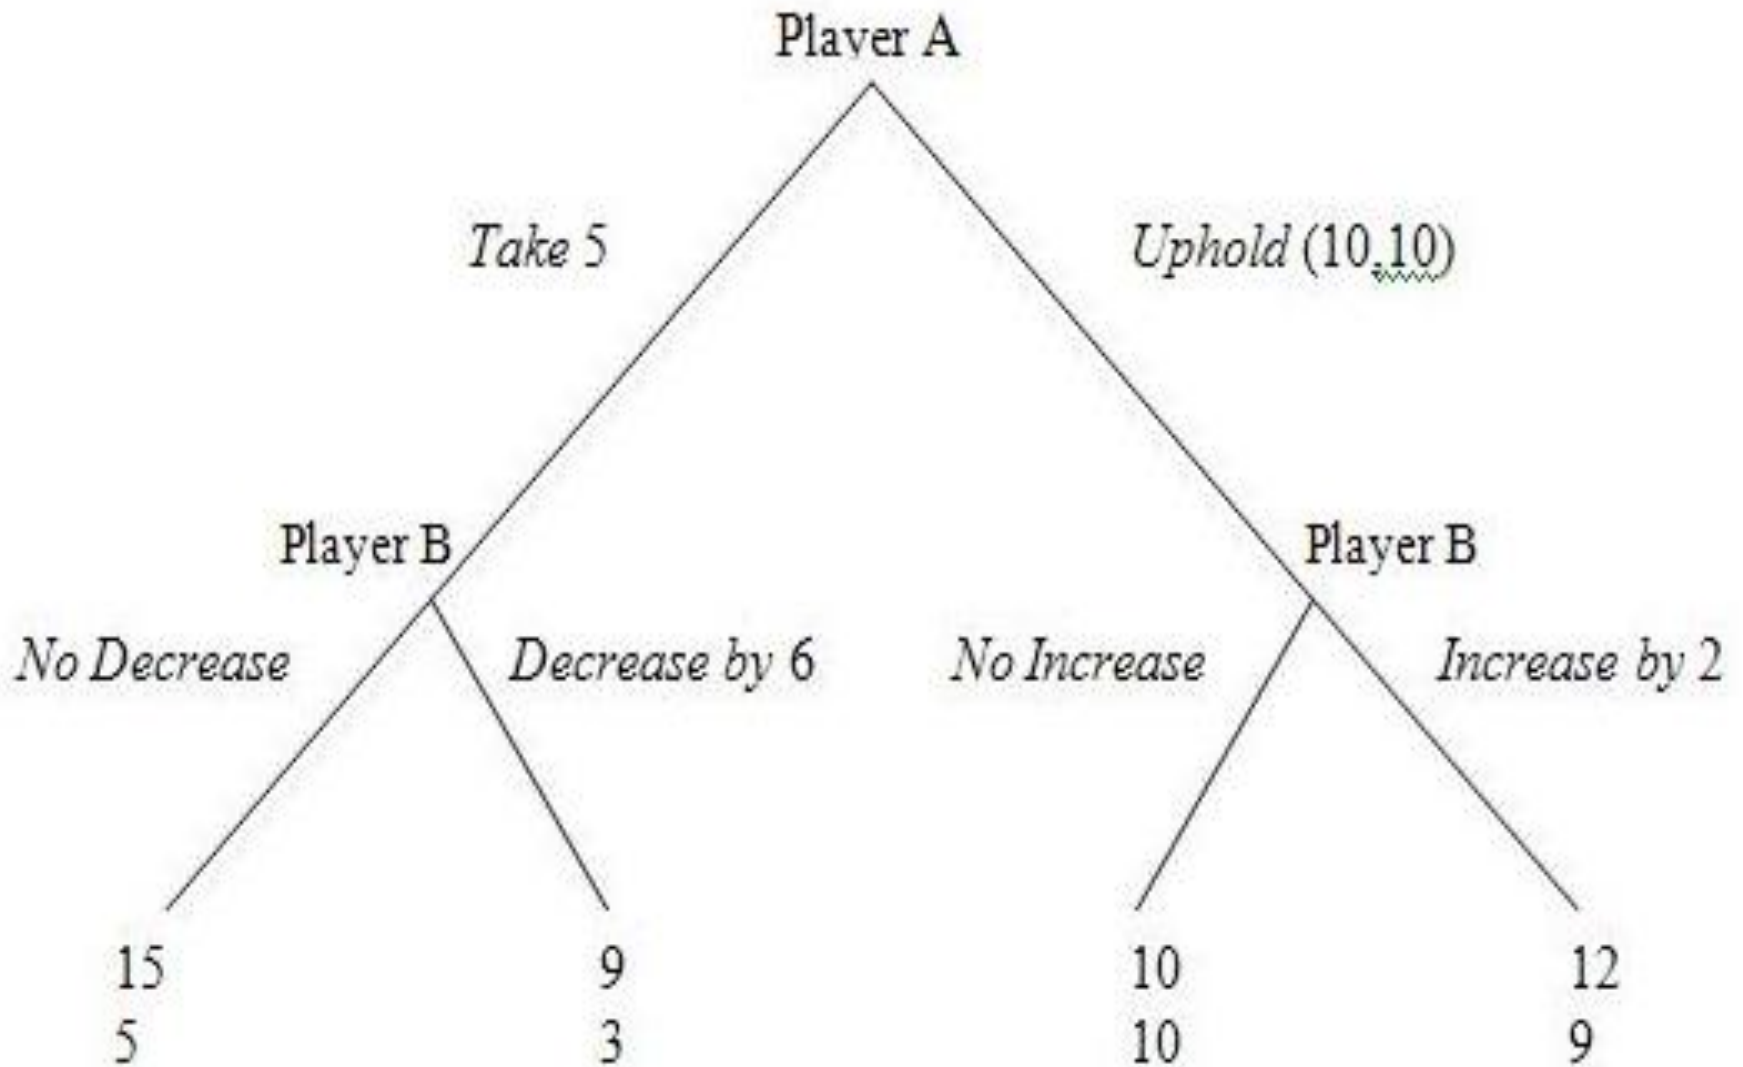 Player A
Take 5
Uphold (10,10)
Player B
Player B
No Decrease
Decrease by 6
No Increase
Increase by 2
15
9
10
12
5
3
10
9